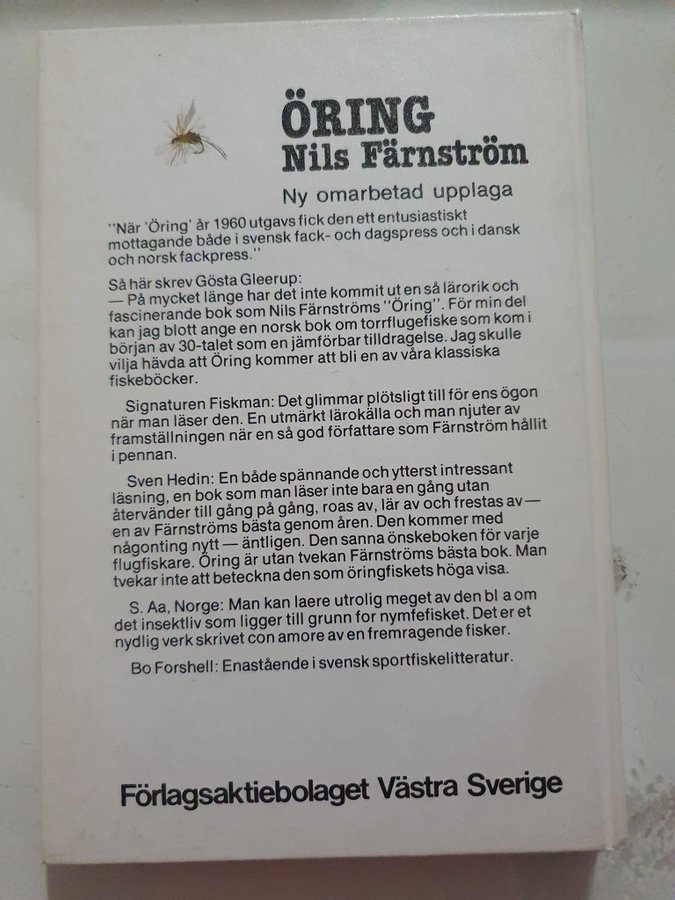 ÖRING
Nils Färnström
Ny omarbetad upplaga
"När 'Öring' år 1960 utgavs fick den ett entusiastiskt
mottagande både i svensk fack- och dagspress och i dansk
och norsk fackpress."
Så här skrev Gösta Gleerup:
— På mycket länge har det inte kommit ut en så lärorik och
fascinerande bok som Nils Färnströms "Öring". För min del
kan jag blott ange en norsk bok om torrflugefiske som kom i
början av 30-talet som en jämförbar tilldragelse. Jag skulle
vilja hävda att Öring kommer att bli en av våra klassiska
fiskeböcker.
Signaturen Fiskman: Det glimmar plötsligt till för ens ögon
när man läser den. En utmärkt lärokälla och man njuter av
framställningen när en så god författare som Färnström hållit
i pennan.
Sven Hedin: En både spännande och ytterst intressant
läsning, en bok som man läser inte bara en gång utan
återvänder till gång på gång, roas av, lär av och frestas av —
en av Färnströms bästa genom åren. Den kommer med
någonting nytt — äntligen. Den sanna önskeboken för varje
flugfiskare. Öring är utan tvekan Färnströms bästa bok. Man
tvekar inte att beteckna den som öringfiskets höga visa.
S. Aa, Norge: Man kan laere utrolig meget av den bl a om
det insektliv som ligger till grunn for nymfefisket. Det er et
nydlig verk skrivet con amore av en fremragende fisker.
Bo Forshell: Enastående i svensk sportfiskelitteratur.
Förlagsaktiebolaget Västra Sverige